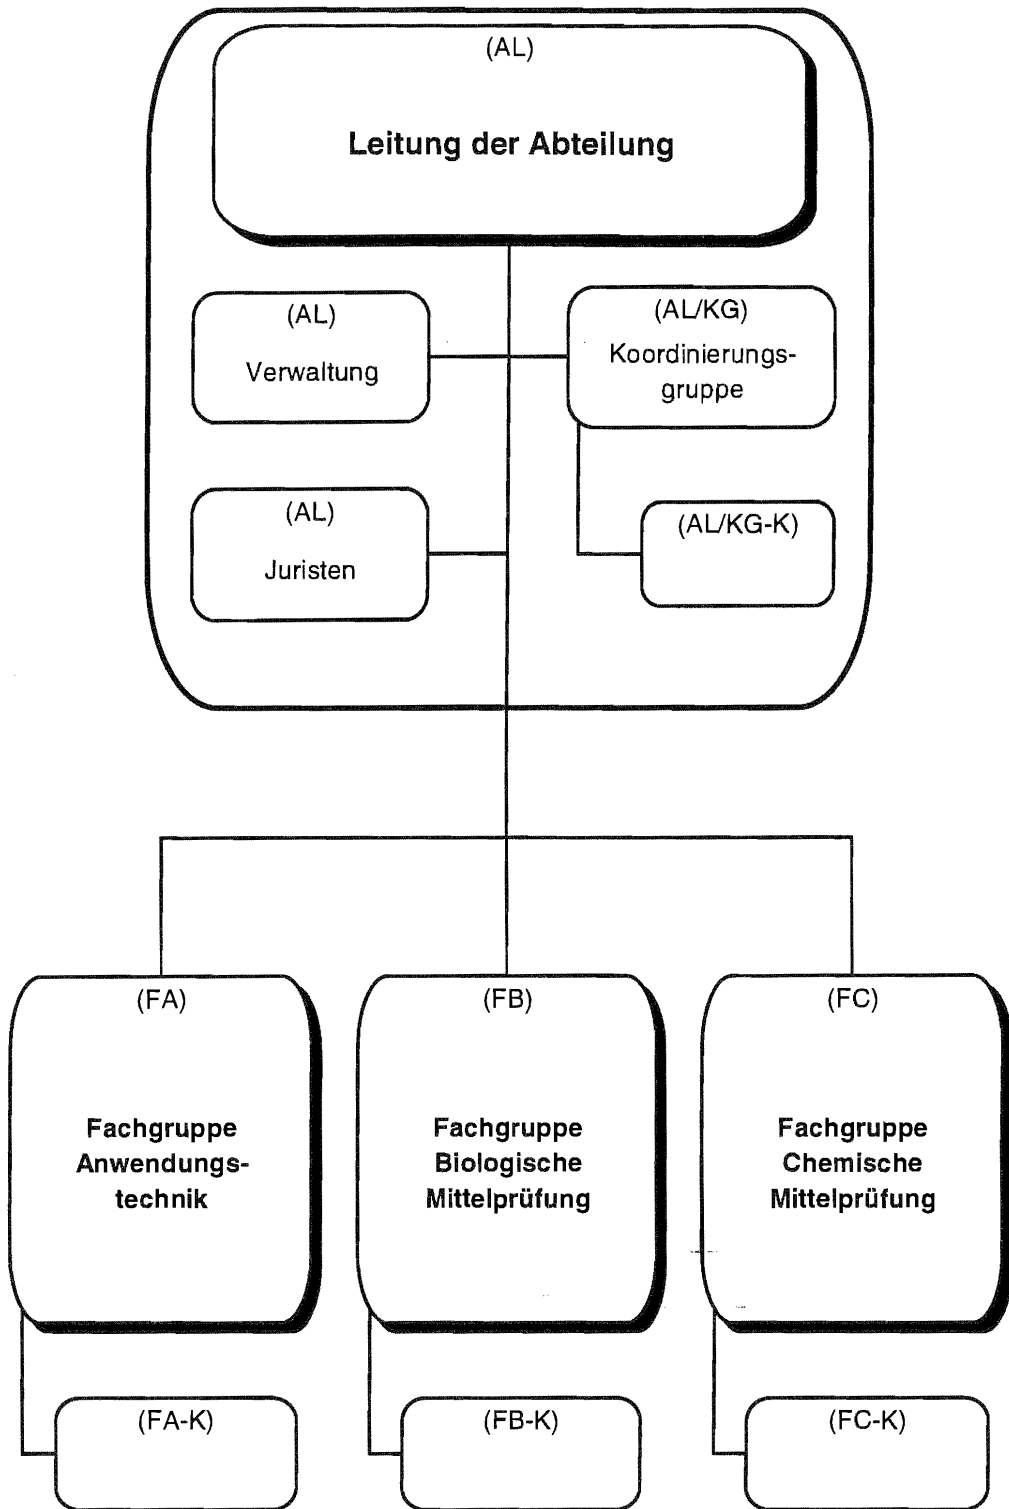 (AL)
Leitung der Abteilung
(AL)
Verwaltung
(AL/KG)
Koordinierungs-
gruppe
(AL)
Juristen
(AL/KG-K)
(FA)
Fachgruppe
Anwendungs-
technik
(FB)
Fachgruppe
Biologische
Mittelprüfung
(FC)
Fachgruppe
Chemische
Mittelprüfung
(FA-K)
(FB-K)
(FC-K)